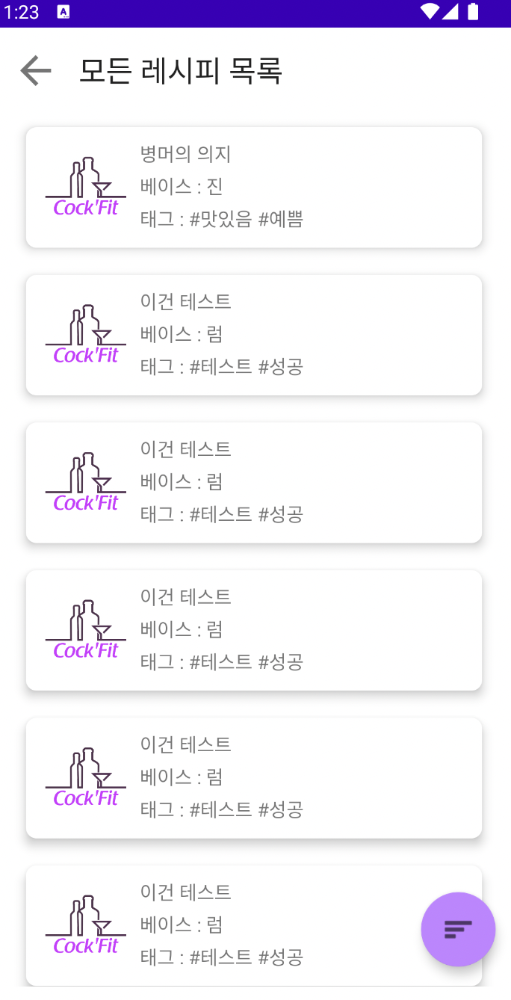 1:23
모든 레시피 목록
Cock'Fit
병머의 의지
베이스 : 진
태그 : #맛있음 #예쁨
Cock'Fit
이건 테스트
베이스 : 럼
태그 : #테스트 #성공
Cock'Fit
이건 테스트
베이스 : 럼
태그 : #테스트 #성공
Cock'Fit
이건 테스트
베이스 : 럼
태그 : #테스트 #성공
Cock'Fit
이건 테스트
베이스 : 럼
태그 : #테스트 #성공
Cock'Fit
이건 테스트
베이스 : 럼
태그 : #테스트 #성공